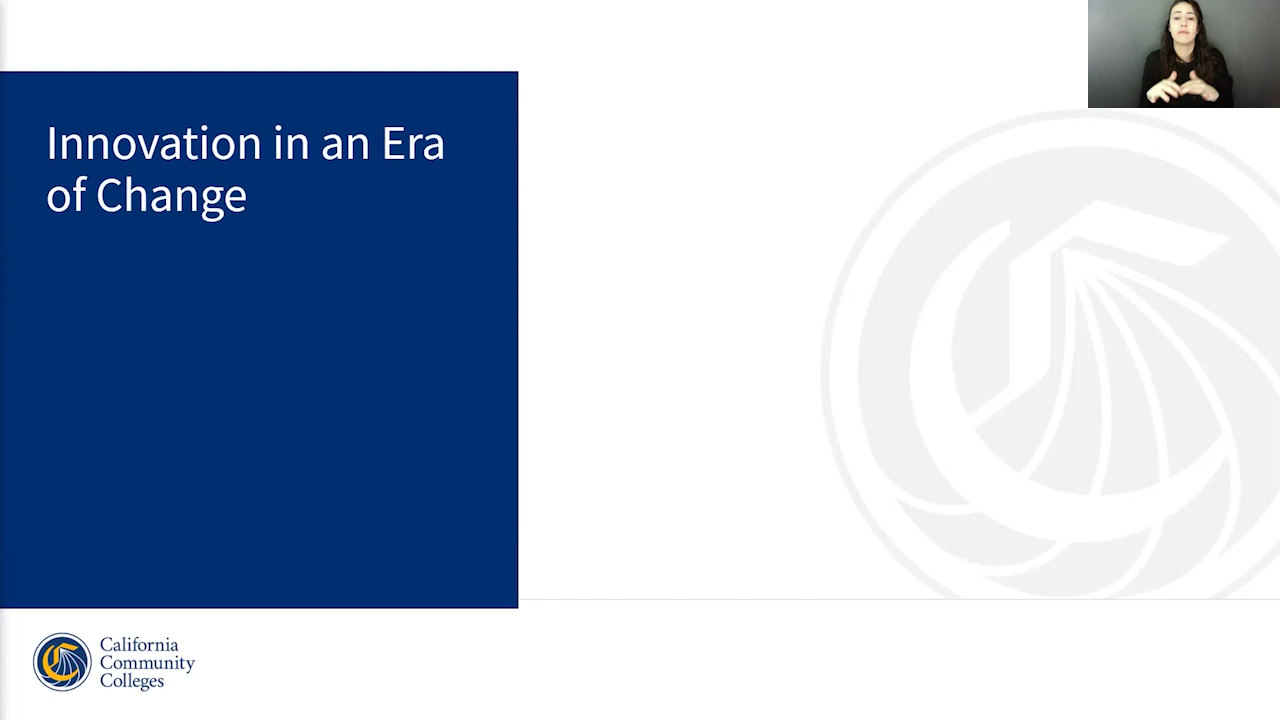 Innovation in an Era
of Change
California
Community
Colleges